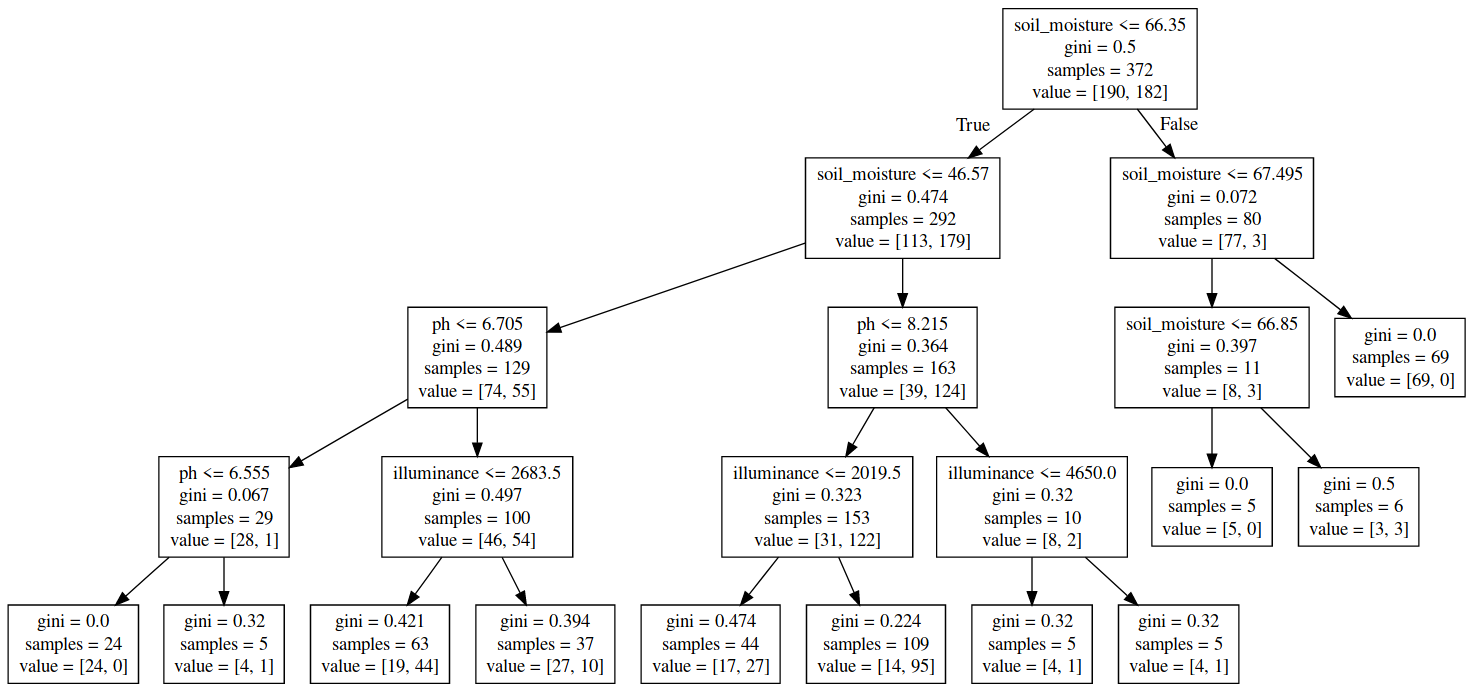 soil_moisture <= 66.35
gini = 0.5
samples = 372
value = [190, 182]
True
False
soil_moisture <= 46.57
gini = 0.474
samples = 292
value = [113, 179]
soil_moisture <= 67.495
gini = 0.072
samples = 80
value = [77, 3]
ph <= 6.705
gini = 0.489
samples = 129
value = [74, 55]
ph <= 8.215
gini = 0.364
samples = 163
value = [39, 124]
soil_moisture <= 66.85
gini = 0.397
samples = 11
value = [8, 3]
gini = 0.0
samples = 69
value = [69, 0]
ph <= 6.555
gini = 0.067
samples = 29
value = [28, 1]
illuminance <= 2683.5
gini = 0.497
samples = 100
value = [46, 54]
illuminance <= 2019.5
gini = 0.323
samples = 153
value = [31, 122]
illuminance <= 4650.0
gini = 0.32
samples = 10
value = [8, 2]
gini = 0.0
samples = 5
value = [5, 0]
gini = 0.5
samples = 6
value = [3, 3]
gini = 0.0
samples = 24
value = [24, 0]
gini = 0.32
samples = 5
value = [4, 1]
gini = 0.421
samples = 63
value = [19, 44]
gini = 0.394
samples = 37
value = [27, 10]
gini = 0.474
samples = 44
value = [17, 27]
gini = 0.224
samples = 109
value = [14, 95]
gini = 0.32
samples = 5
value = [4, 1]
gini = 0.32
samples = 5
value = [4, 1]